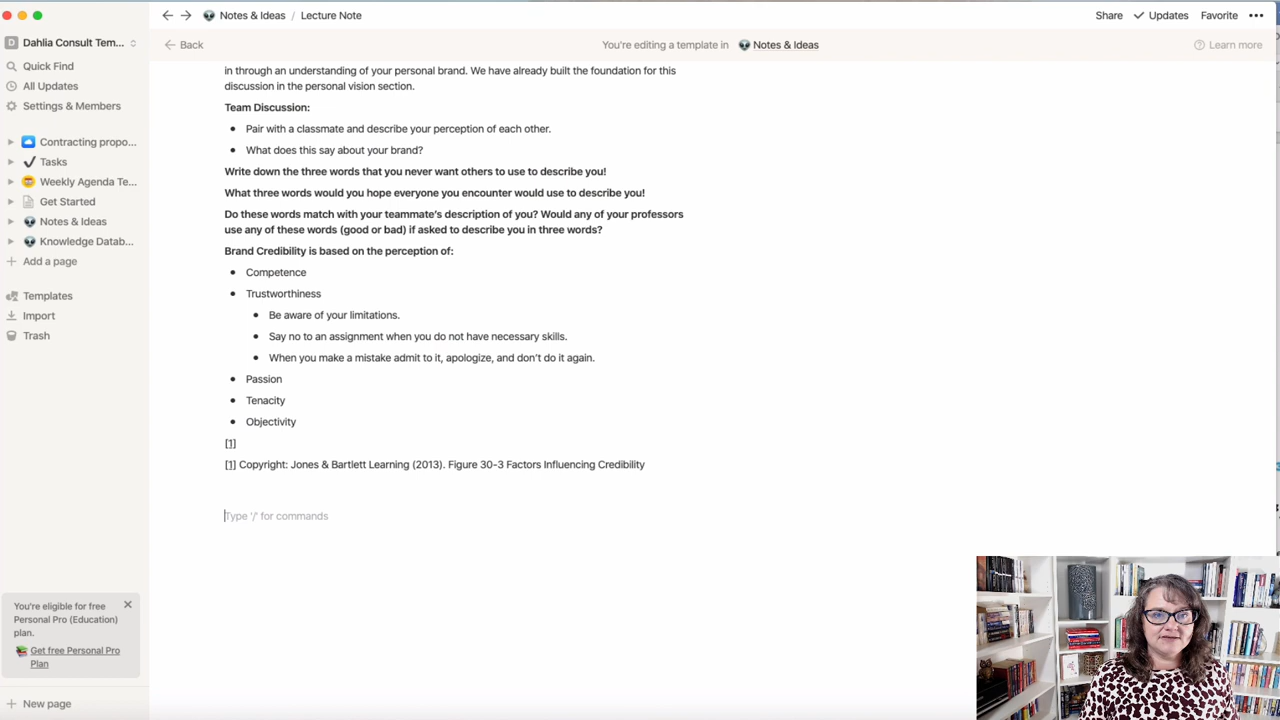 Notes & Ideas / Lecture Note
Share Updates Favorite
D Dahlia Consult Tem...
Back
You're editing a template in Notes & Ideas
Learn more
Quick Find
All Updates
Settings & Members
Contracting propo...
Tasks
Weekly Agenda Te...
Get Started
Notes & Ideas
Knowledge Datab...
Add a page
Templates
Import
Trash
You're eligible for free
Personal Pro (Education)
plan.
Get free Personal Pro
Plan
New page
in through an understanding of your personal brand. We have already built the foundation for this
discussion in the personal vision section.
Team Discussion:
Pair with a classmate and describe your perception of each other.
What does this say about your brand?
Write down the three words that you never want others to use to describe you!
What three words would you hope everyone you encounter would use to describe you!
Do these words match with your teammate's description of you? Would any of your professors
use any of these words (good or bad) if asked to describe you in three words?
Brand Credibility is based on the perception of:
Competence
Trustworthiness
Be aware of your limitations.
Say no to an assignment when you do not have necessary skills.
When you make a mistake admit to it, apologize, and don't do it again.
Passion
Tenacity
Objectivity
[1]
[1] Copyright: Jones & Bartlett Learning (2013). Figure 30-3 Factors Influencing Credibility
Type '/' for commands